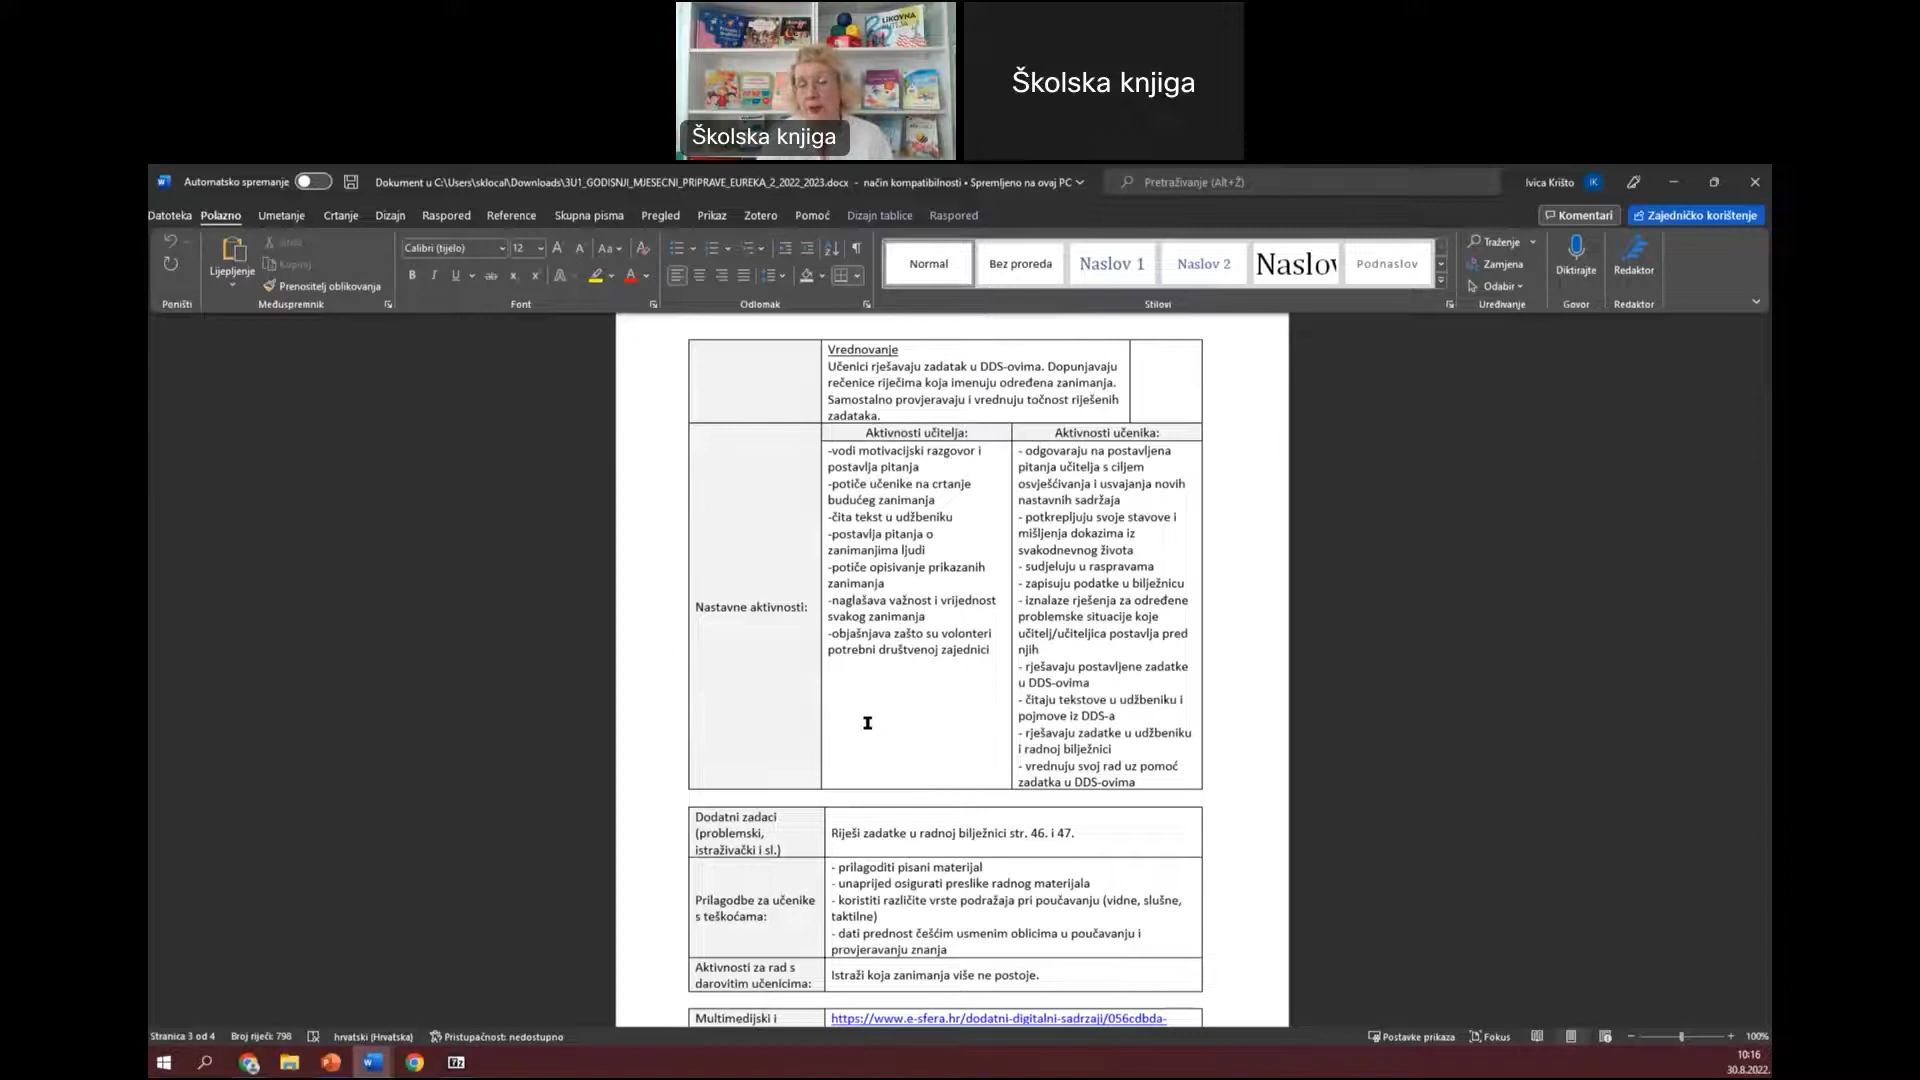 LIKOVNA
Školska knjiga
Školska knjiga
Automatsko spremanje
Dokument u C:\Users\sklocal\Downloads\3U1_GODISNJI_MJESECNI_PRIPRAVE_EUREKA_2_2022_2023.docx - način kompatibilnosti • Spremljeno na ovaj PC
Pretraživanje (Alt+Ž)
Ivica Krišto
IK
Datoteka Polazno Umetanje Crtanje Dizajn Raspored Reference Skupna pisma Pregled Prikaz Zotero Pomoć Dizajn tablice Raspored
Komentari
Zajedničko korištenje
Lijepljenje
Kopiraj
Prenositelj oblikovanja
Calibri (tijelo) 12
Normal
Bez proreda
Naslov 1
Naslov 2
Naslov
Podnaslov
Traženje
Zamjena
Odabir
Diktirajte
Redaktor
Poništi Međuspremnik Font Odlomak Stilovi Uređivanje Govor Redaktor
Vrednovanje
Učenici rješavaju zadatak u DDS-ovima. Dopunjavaju
rečenice riječima koja imenuju određena zanimanja.
Samostalno provjeravaju i vrednuju točnost riješenih
zadataka.
Nastavne aktivnosti:
Aktivnosti učitelja:
-vodi motivacijski razgovor i
postavlja pitanja
-potiče učenike na crtanje
budućeg zanimanja
-čita tekst u udžbeniku
-postavlja pitanja o
zanimanjima ljudi
-potiče opisivanje prikazanih
zanimanja
-naglašava važnost i vrijednost
svakog zanimanja
-objašnjava zašto su volonteri
potrebni društvenoj zajednici
Aktivnosti učenika:
- odgovaraju na postavljena
pitanja učitelja s ciljem
osvješćivanja i usvajanja novih
nastavnih sadržaja
- potkrepljuju svoje stavove i
mišljenja dokazima iz
svakodnevnog života
- sudjeluju u raspravama
- zapisuju podatke u bilježnicu
- iznalaze rješenja za određene
problemske situacije koje
učitelj/učiteljica postavlja pred
njih
- rješavaju postavljene zadatke
u DDS-ovima
- čitaju tekstove u udžbeniku i
pojmove iz DDS-a
- rješavaju zadatke u udžbeniku
i radnoj bilježnici
- vrednuju svoj rad uz pomoć
zadatka u DDS-ovima
Dodatni zadaci
(problemski,
istraživački i sl.)
Riješi zadatke u radnoj bilježnici str. 46. i 47.
Prilagodbe za učenike
s teškoćama:
- prilagoditi pisani materijal
- unaprijed osigurati preslike radnog materijala
- koristiti različite vrste podražaja pri poučavanju (vidne, slušne,
taktilne)
- dati prednost češćim usmenim oblicima u poučavanju i
provjeravanju znanja
Aktivnosti za rad s
darovitim učenicima:
Istraži koja zanimanja više ne postoje.
Multimedijski i
https://www.e-sfera.hr/dodatni-digitalni-sadrzaji/056cdbda-
Stranica 3 od 4 Broj riječi: 798 hrvatski (Hrvatska) Pristupačnost: nedostupno
Postavke prikaza Fokus 100%
10:16
30.8.2022.